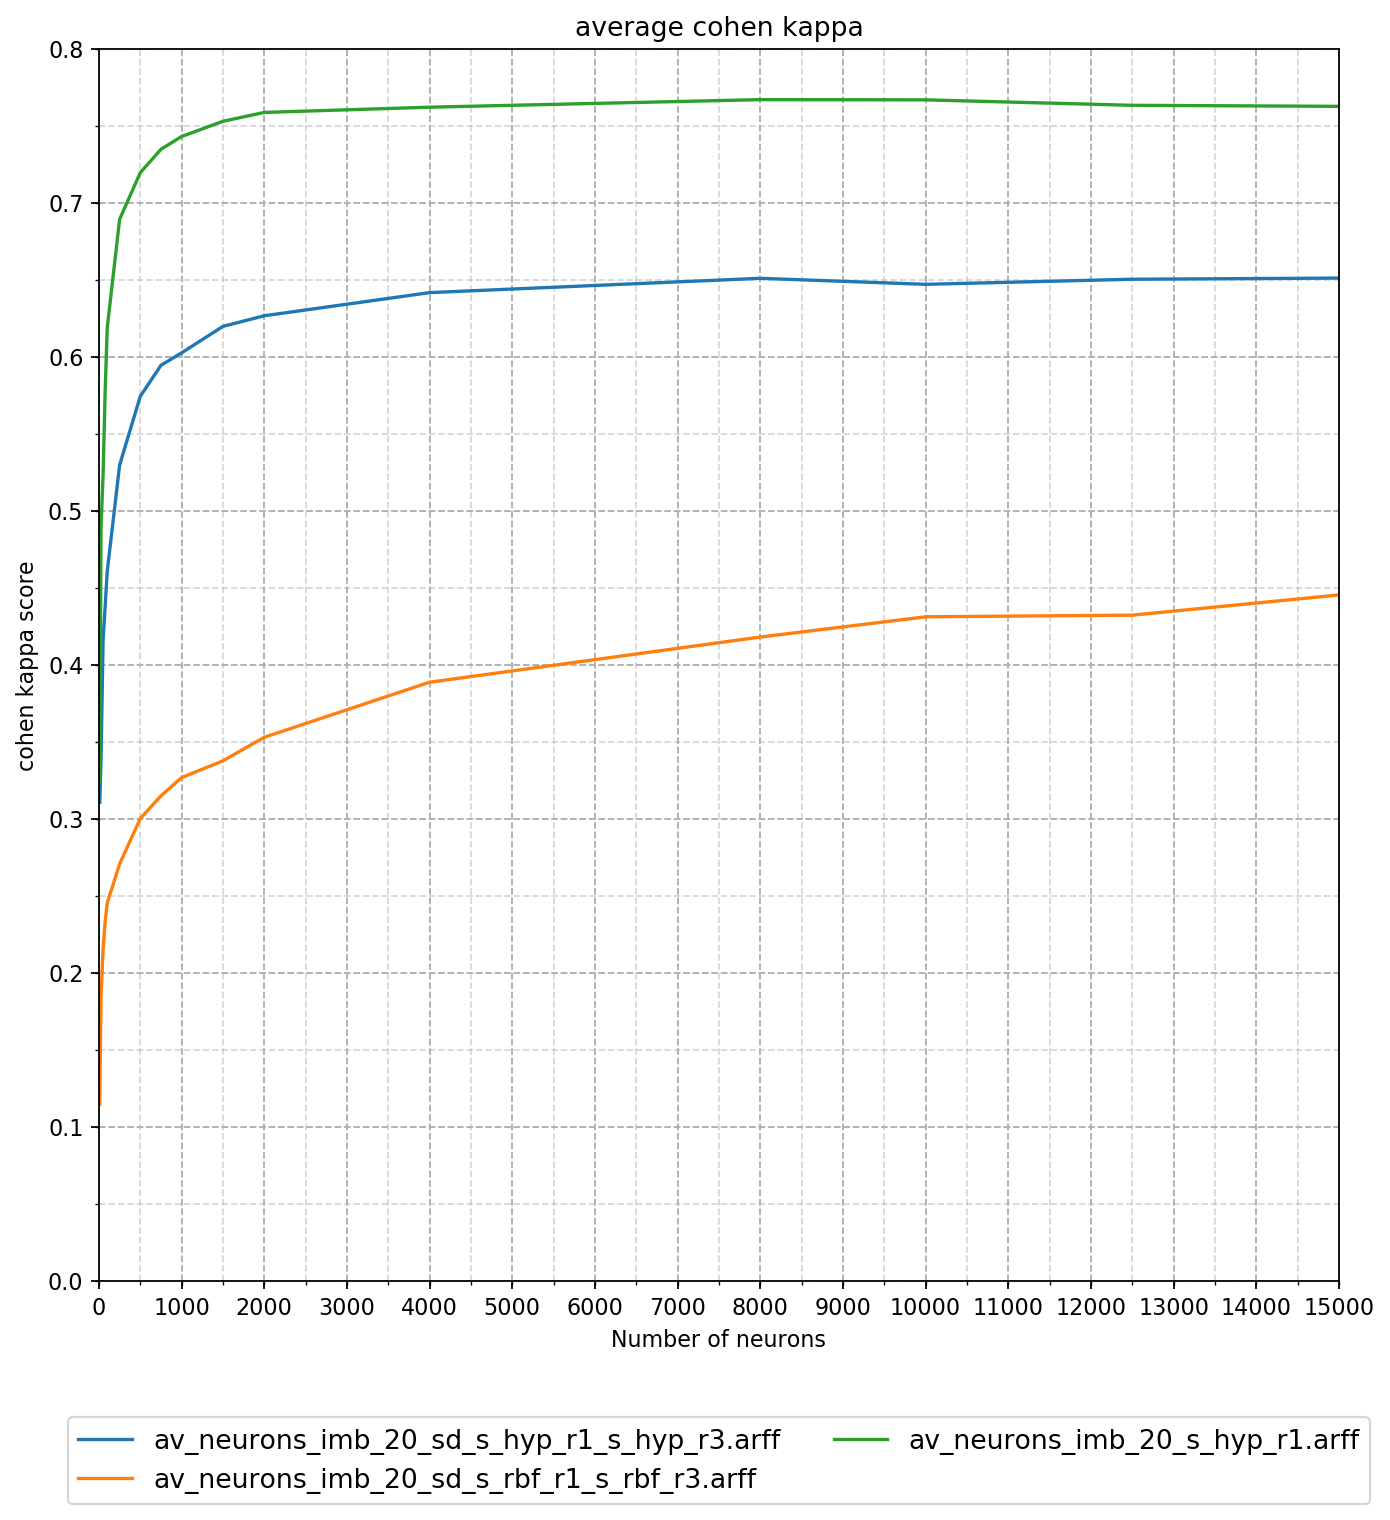 average cohen kappa
0.8
0.7
0.6
0.5
0.4
0.3
0.2
0.1
0.0
cohen kappa score
0 1000 2000 3000 4000 5000 6000 7000 8000 9000 10000 11000 12000 13000 14000 15000
Number of neurons
av_neurons_imb_20_sd_s_hyp_r1_s_hyp_r3.arff
av_neurons_imb_20_sd_s_rbf_r1_s_rbf_r3.arff
av_neurons_imb_20_s_hyp_r1.arff